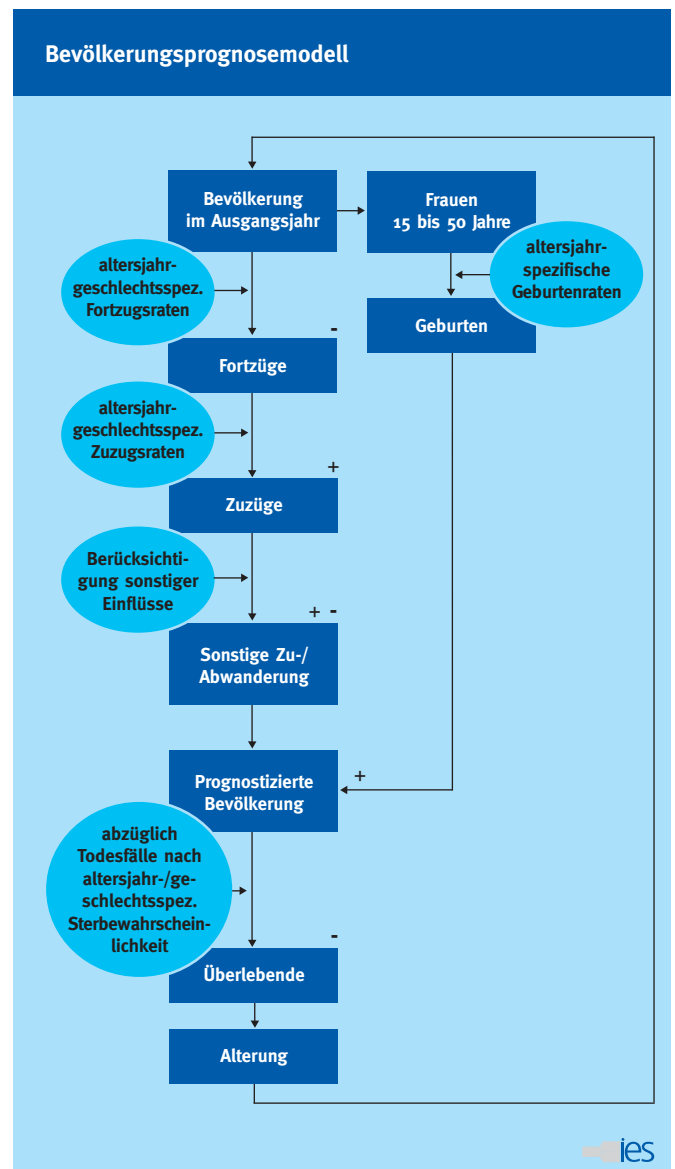 Bevölkerungsprognosemodell
Bevölkerung
im Ausgangsjahr
Frauen
15 bis 50 Jahre
altersjahr-
spezifische
Geburtenraten
altersjahr-
geschlechtsspez.
Fortzugsraten
Geburten
-
Fortzüge
altersjahr-
geschlechtsspez.
Zuzugsraten
+
Zuzüge
Berücksichti-
gung sonstiger
Einflüsse
+ -
Sonstige Zu-/
Abwanderung
Prognostizierte
Bevölkerung
+
abzüglich
Todesfälle nach
altersjahr-/ge-
schlechtsspez.
Sterbewahrschein-
lichkeit
-
Überlebende
Alterung
ies